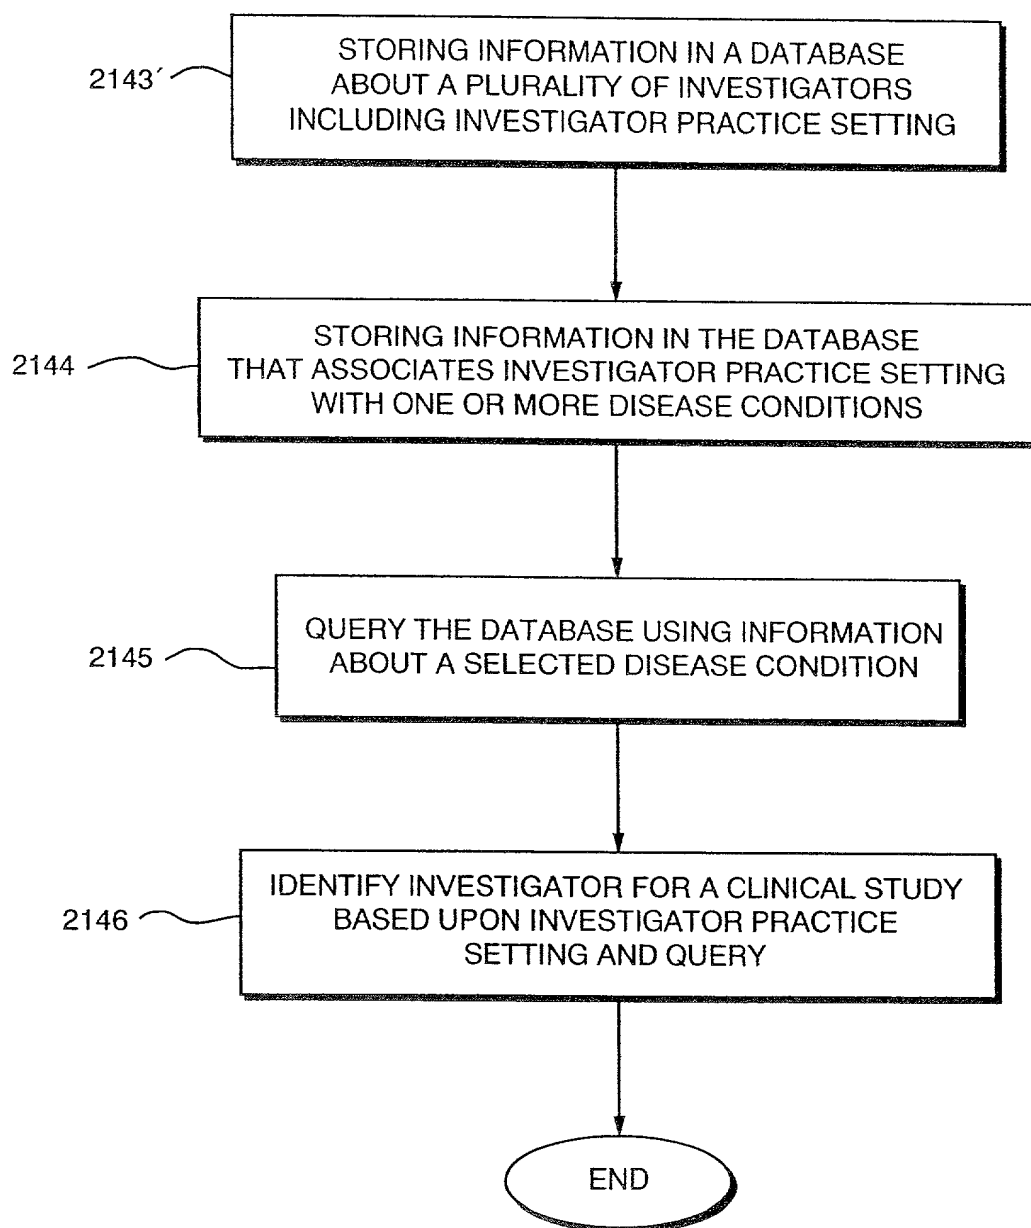 2143′
STORING INFORMATION IN A DATABASE
ABOUT A PLURALITY OF INVESTIGATORS
INCLUDING INVESTIGATOR PRACTICE SETTING
2144
STORING INFORMATION IN THE DATABASE
THAT ASSOCIATES INVESTIGATOR PRACTICE SETTING
WITH ONE OR MORE DISEASE CONDITIONS
2145
QUERY THE DATABASE USING INFORMATION
ABOUT A SELECTED DISEASE CONDITION
2146
IDENTIFY INVESTIGATOR FOR A CLINICAL STUDY
BASED UPON INVESTIGATOR PRACTICE
SETTING AND QUERY
END